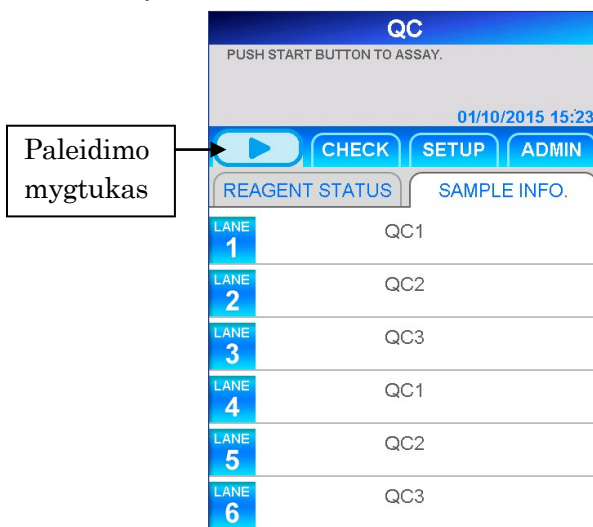 QC
PUSH START BUTTON TO ASSAY.
01/10/2015 15:23
Paleidimo
mygtukas
CHECK SETUP ADMIN
REAGENT STATUS SAMPLE INFO.
LANE
1 QC1
LANE
2 QC2
LANE
3 QC3
LANE
4 QC1
LANE
5 QC2
LANE
6 QC3